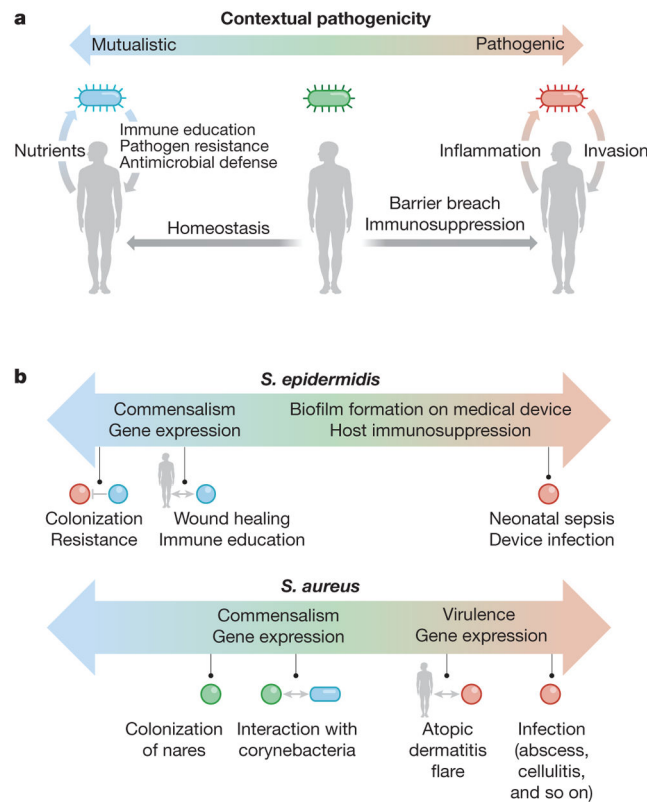 a
Contextual pathogenicity
Mutualistic
Pathogenic
Nutrients
Immune education
Pathogen resistance
Antimicrobial defense
Inflammation
Invasion
Homeostasis
Barrier breach
Immunosuppression
b
S. epidermidis
Commensalism
Gene expression
Biofilm formation on medical device
Host immunosuppression
Colonization
Resistance
Wound healing
Immune education
Neonatal sepsis
Device infection
S. aureus
Commensalism
Gene expression
Virulence
Gene expression
Colonization
of nares
Interaction with
corynebacteria
Atopic
dermatitis
flare
Infection
(abscess,
cellulitis,
and so on)